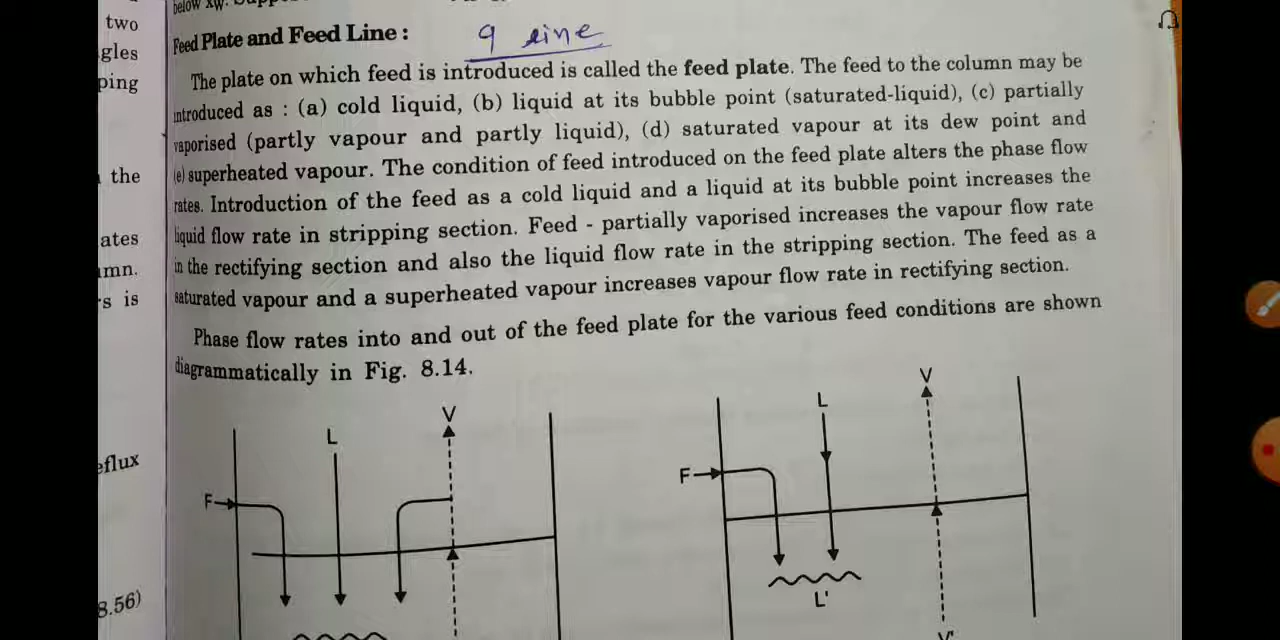 two
gles
ping
the
ates
mn.
s is
eflux
8.56)
below xw.
Feed Plate and Feed Line : q line
The plate on which feed is introduced is called the feed plate. The feed to the column may be
introduced as : (a) cold liquid, (b) liquid at its bubble point (saturated-liquid), (c) partially
vaporised (partly vapour and partly liquid), (d) saturated vapour at its dew point and
(e) superheated vapour. The condition of feed introduced on the feed plate alters the phase flow
rates. Introduction of the feed as a cold liquid and a liquid at its bubble point increases the
liquid flow rate in stripping section. Feed - partially vaporised increases the vapour flow rate
in the rectifying section and also the liquid flow rate in the stripping section. The feed as a
saturated vapour and a superheated vapour increases vapour flow rate in rectifying section.
Phase flow rates into and out of the feed plate for the various feed conditions are shown
diagrammatically in Fig. 8.14.
L V
F
L V
F
L'
V'